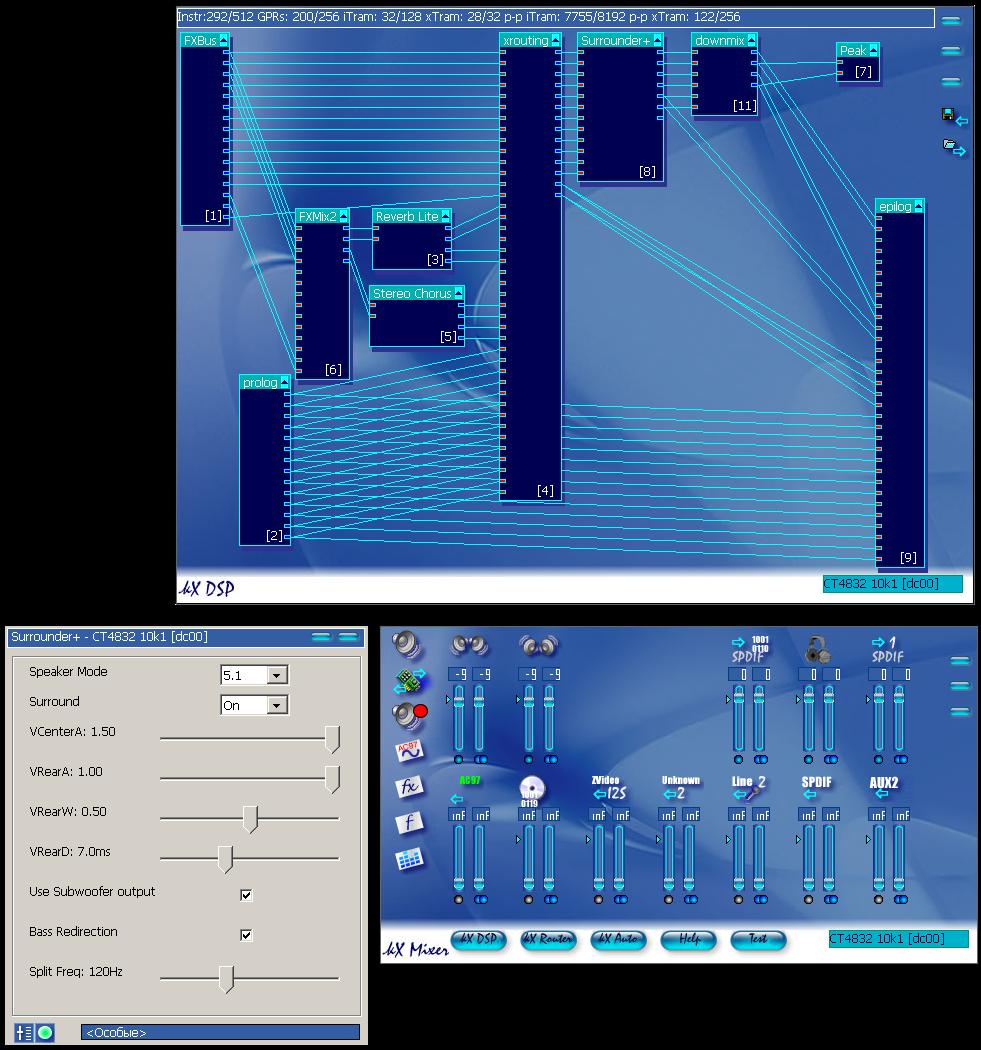 Instr:292/512 GPRs: 200/256 iTram: 32/128 xTram: 28/32 p-p iTram: 7755/8192 p-p xTram: 122/256
FXBus
[1]
xrouting
[4]
Surrounder+
[8]
downmix
[11]
Peak
[7]
FXMix2
[6]
Reverb Lite
[3]
Stereo Chorus
[5]
prolog
[2]
epilog
[9]
kX DSP
CT4832 10k1 [dc00]
Surrounder+ - CT4832 10k1 [dc00]
Speaker Mode
5.1
Surround
On
VCenterA: 1.50
VRearA: 1.00
VRearW: 0.50
VRearD: 7.0ms
Use Subwoofer output
Bass Redirection
Split Freq: 120Hz
<Особые>
1001
0110
SPDIF
1
SPDIF
-9 -9 -9 -9 0 0 0 0 0 0
AC97
AC97
1001
0119
ZVideo
I2S
Unknown
2
Line 2
SPDIF
AUX2
fx
f
inF inF inF inF inF inF inF inF inF inF inF inF inF inF
kX Mixer
kX DSP
kX Router
kX Auto
Help
Test
CT4832 10k1 [dc00]